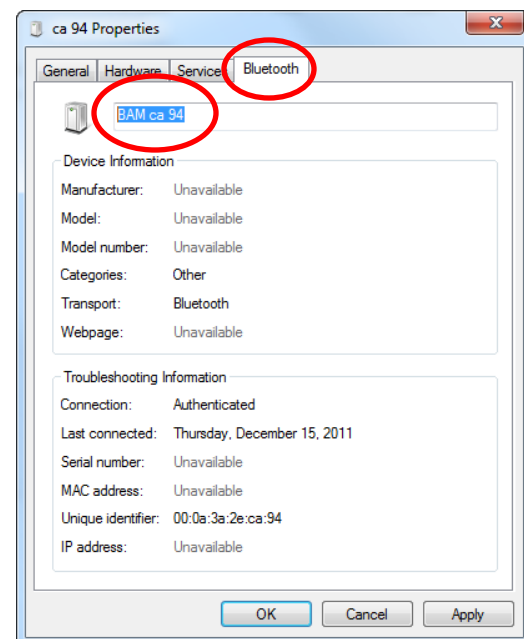 ca 94 Properties
General Hardware Services Bluetooth
BAM ca 94
Device Information
Manufacturer: Unavailable
Model: Unavailable
Model number: Unavailable
Categories: Other
Transport: Bluetooth
Webpage: Unavailable
Troubleshooting Information
Connection: Authenticated
Last connected: Thursday, December 15, 2011
Serial number: Unavailable
MAC address: Unavailable
Unique identifier: 00:0a:3a:2e:ca:94
IP address: Unavailable
OK Cancel Apply